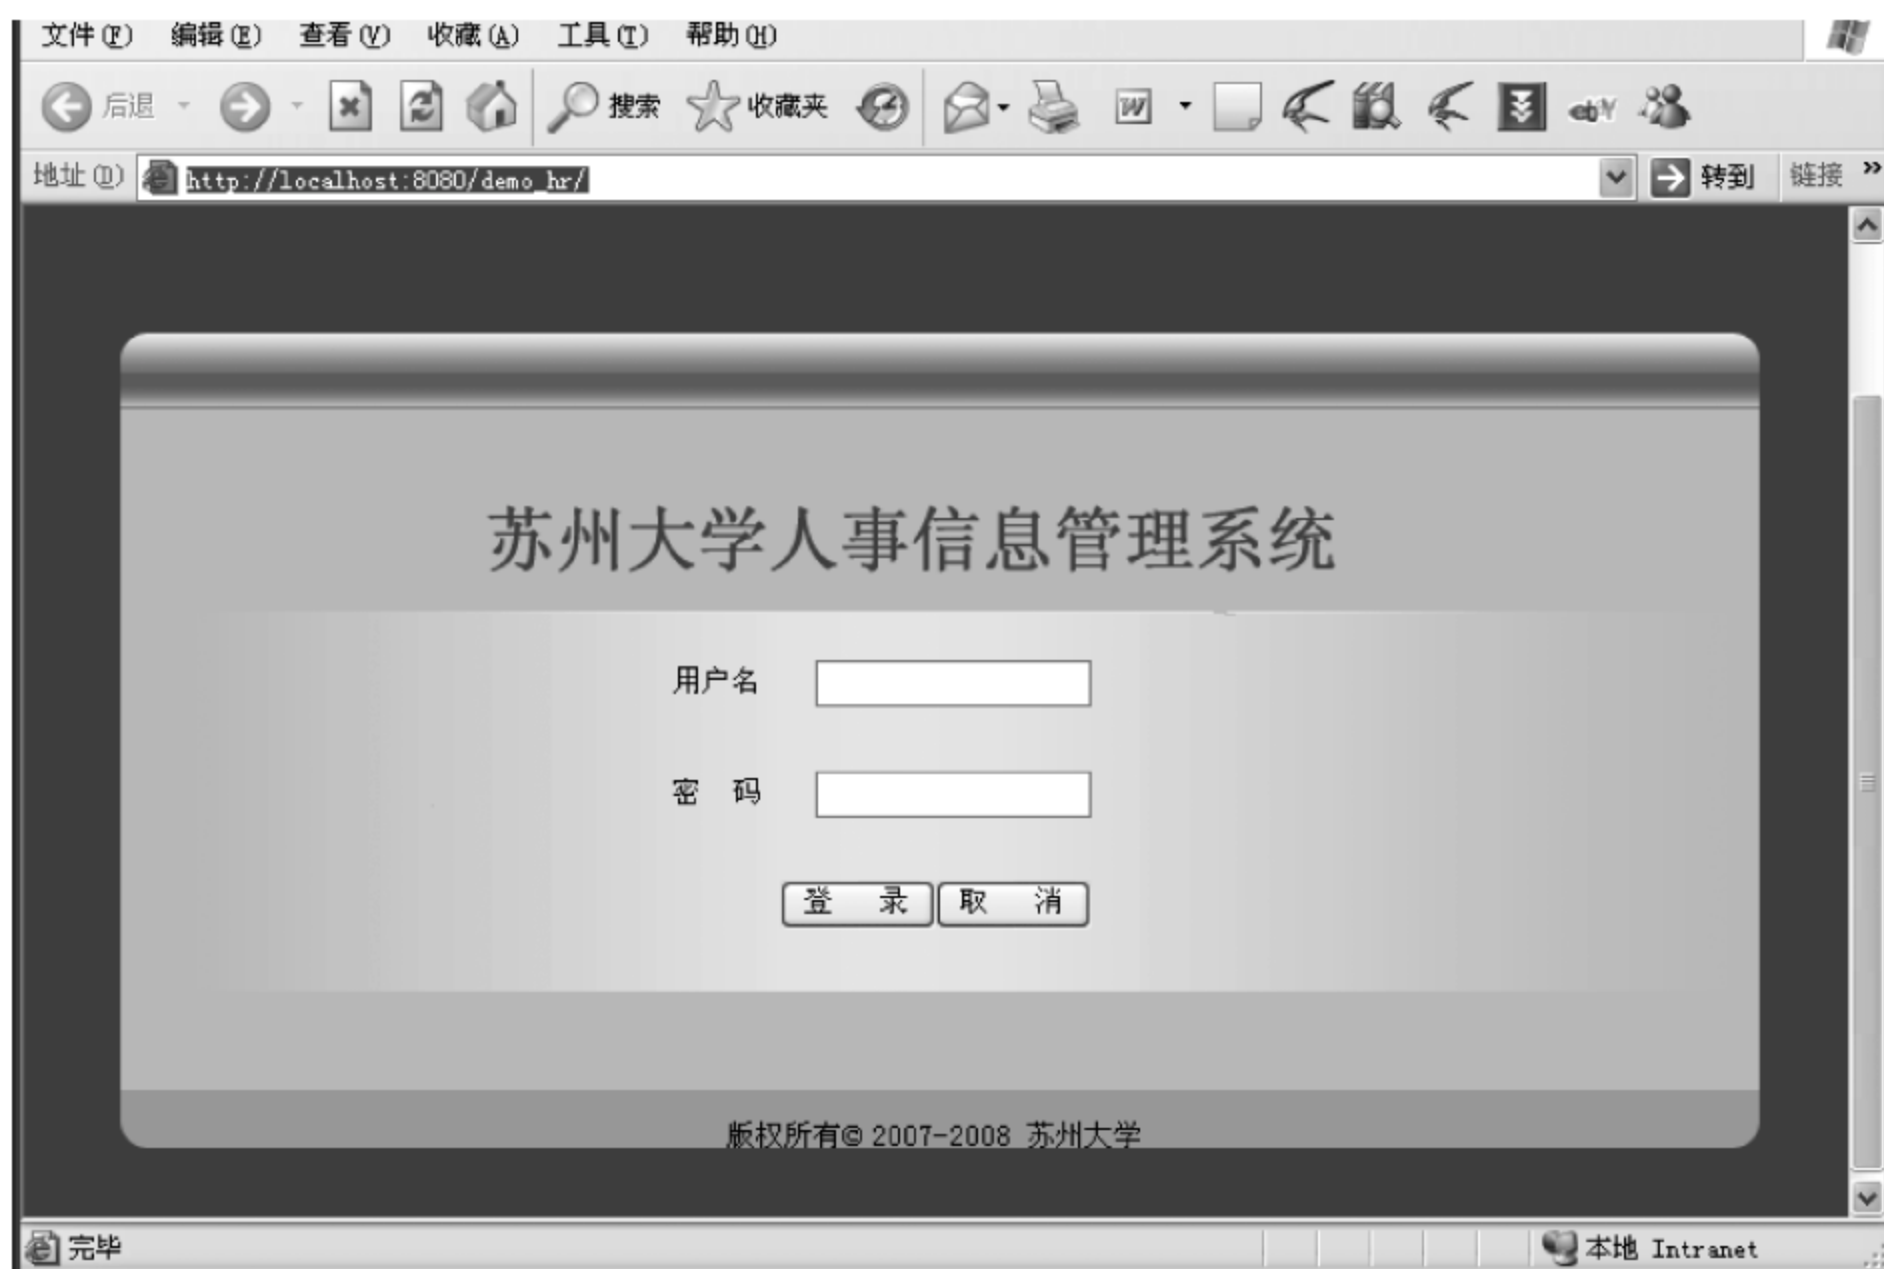 文件(F) 编辑(E) 查看(V) 收藏(A) 工具(T) 帮助(H)
后退 搜索 收藏夹 W ebY
地址(D) http://localhost:8080/demo_hr/ 转到 链接 »
苏州大学人事信息管理系统
用户名
密 码
登 录 取 消
版权所有© 2007-2008 苏州大学
完毕 本地 Intranet